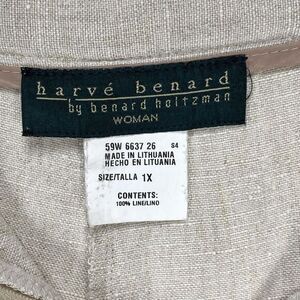 harvé benard
by benard holtzman
WOMAN
59W 6637 26 S4
MADE IN LITHUANIA
HECHO EN LITUANIA
SIZE/TALLA 1X
CONTENTS:
100% LINE/LINO